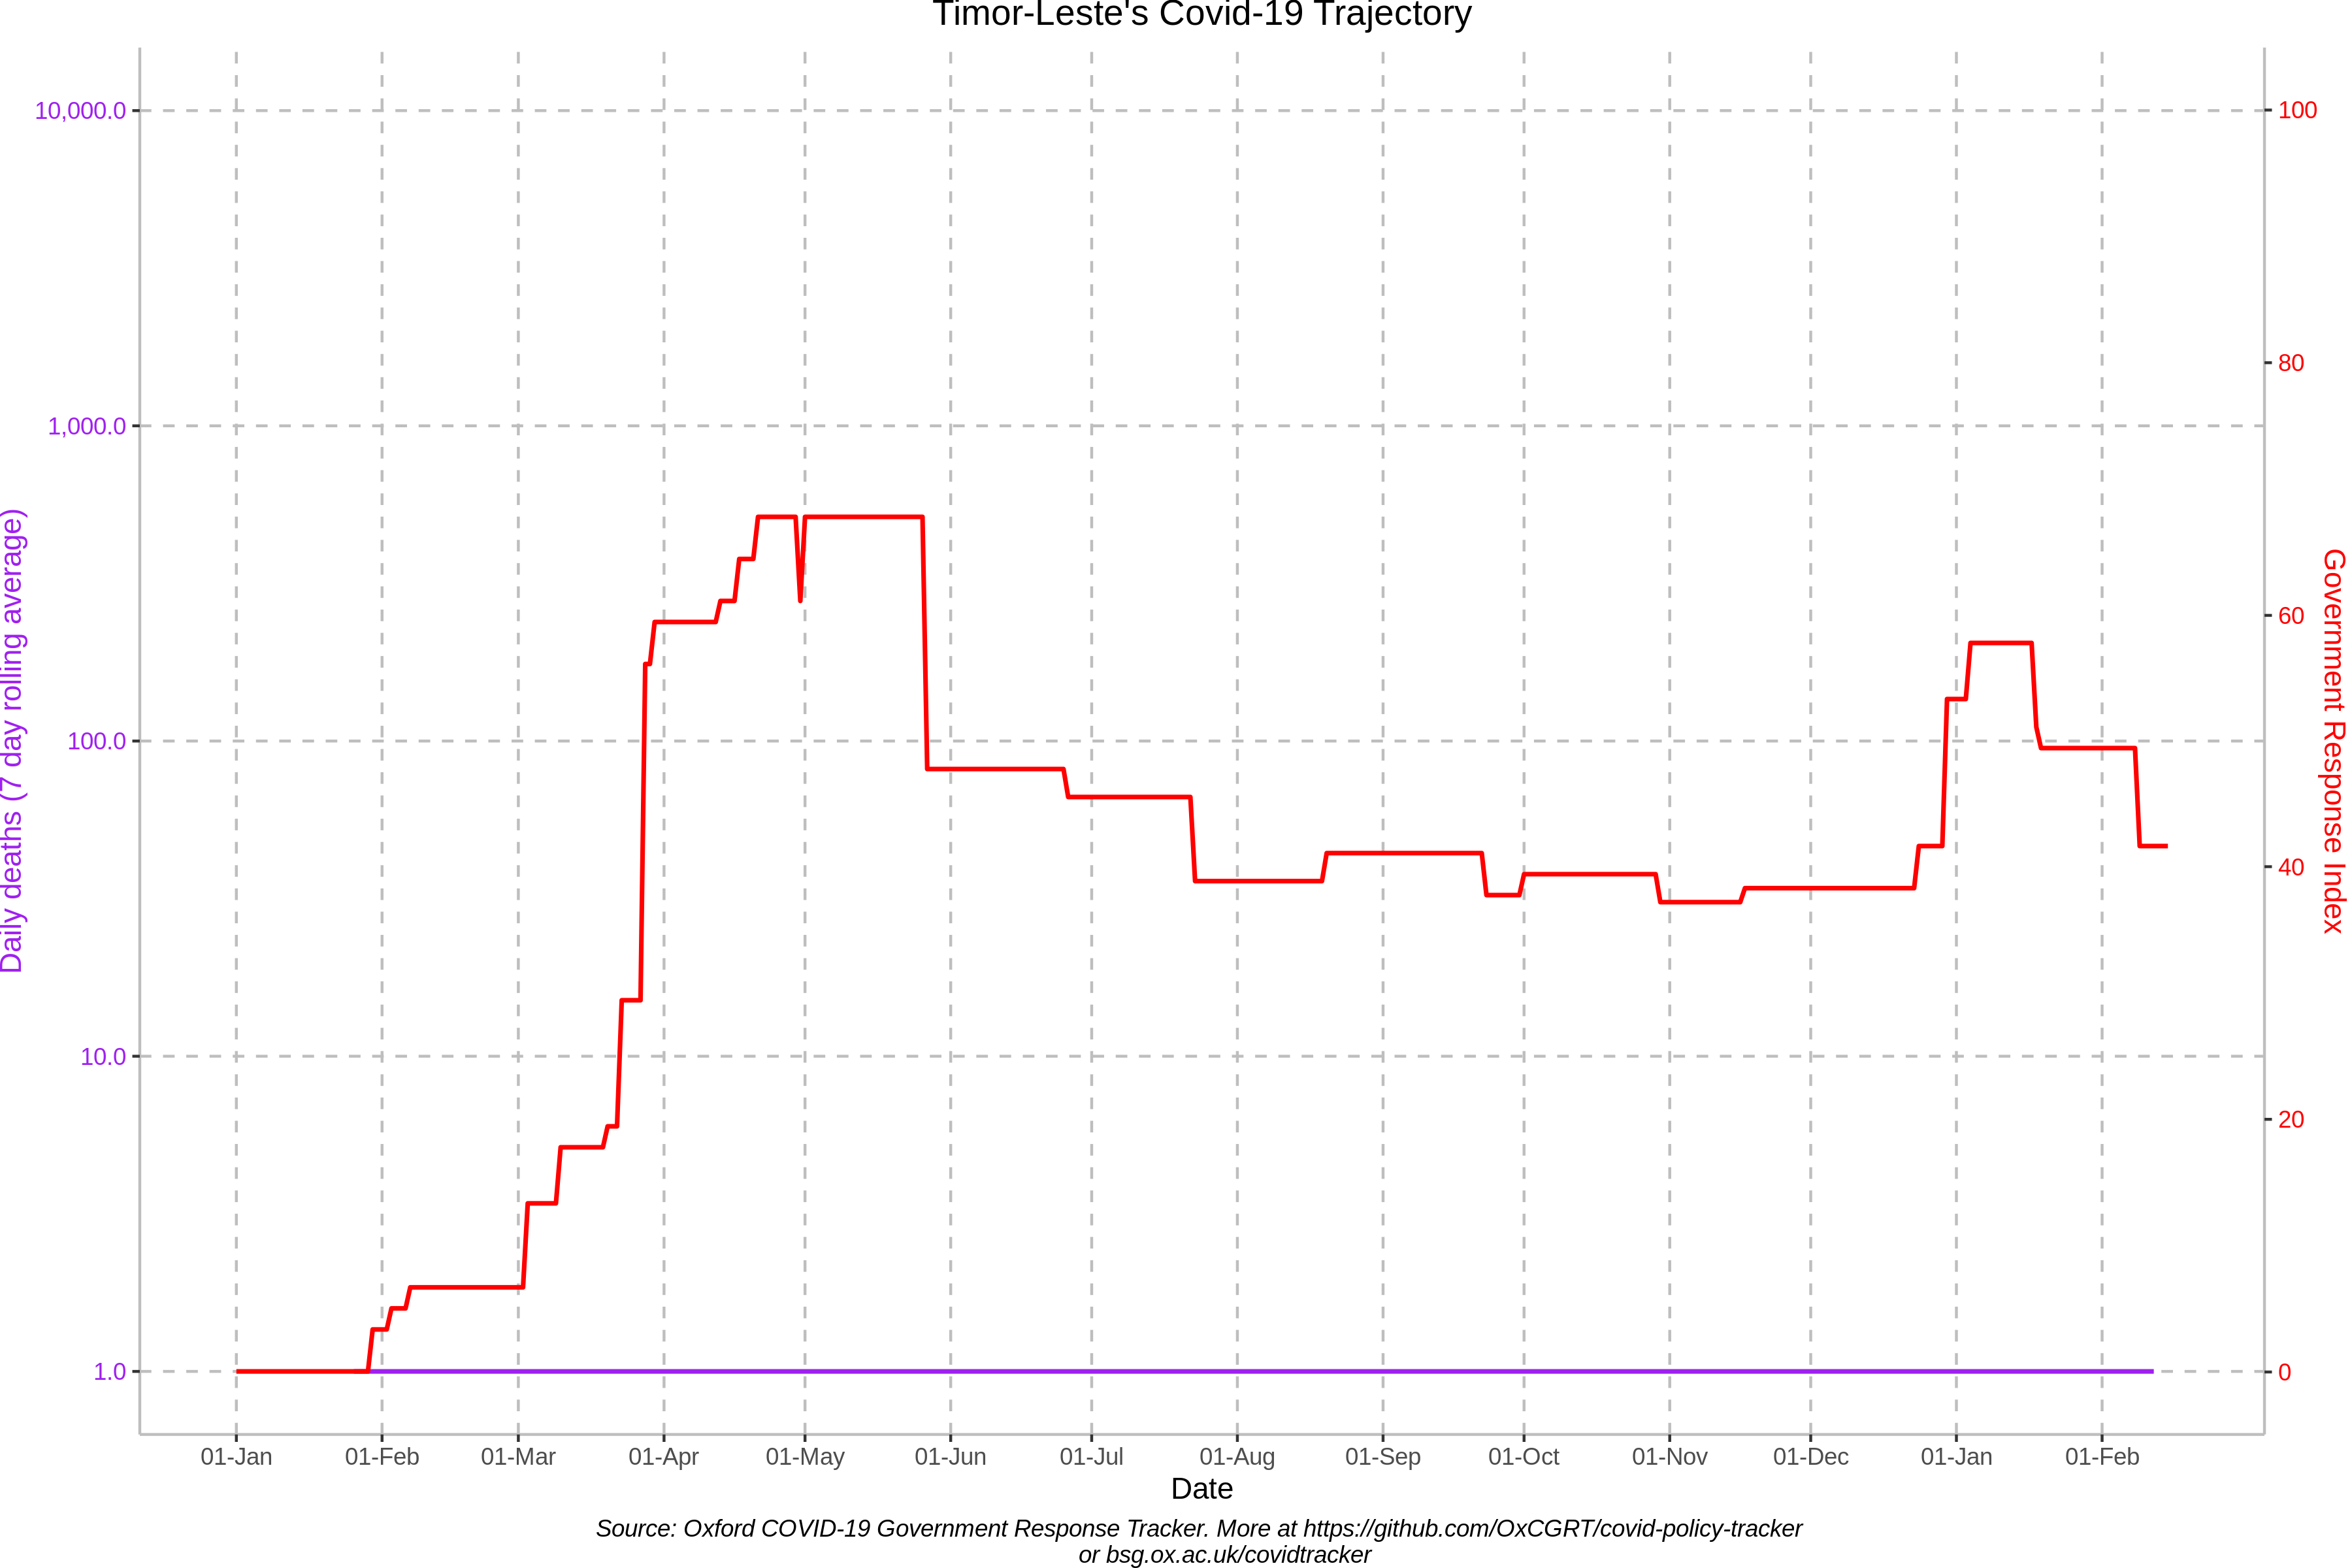 Timor-Leste's Covid-19 Trajectory
10,000.0
1,000.0
100.0
10.0
1.0
Daily deaths (7 day rolling average)
100
80
60
40
20
0
Government Response Index
01-Jan
01-Feb
01-Mar
01-Apr
01-May
01-Jun
01-Jul
01-Aug
01-Sep
01-Oct
01-Nov
01-Dec
01-Jan
01-Feb
Date
Source: Oxford COVID-19 Government Response Tracker. More at https://github.com/OxCGRT/covid-policy-tracker
or bsg.ox.ac.uk/covidtracker